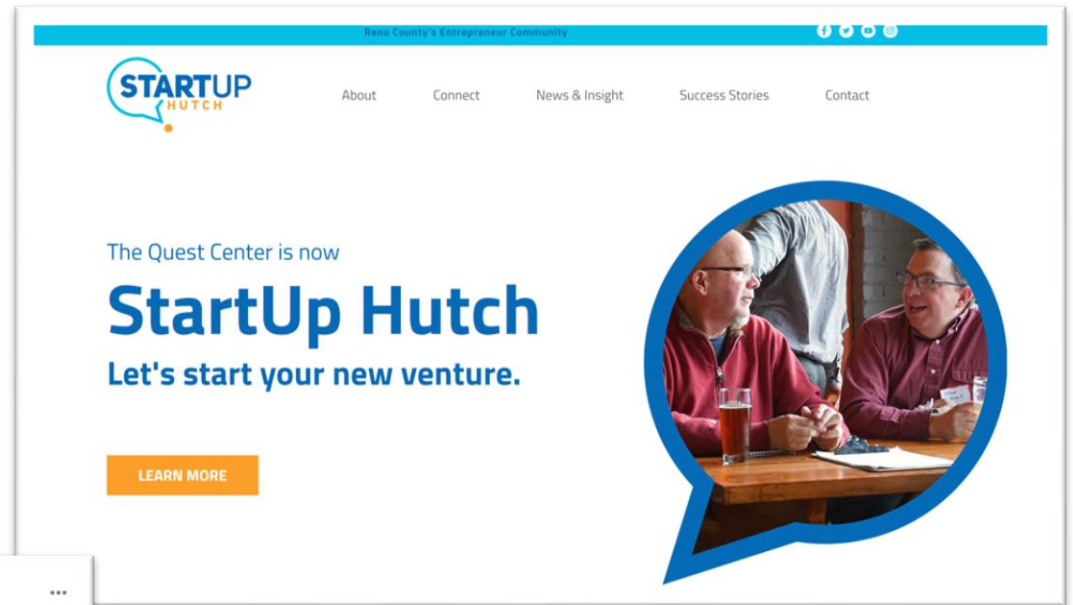 Reno County's Entrepreneur Community
STARTUP
HUTCH
About Connect News & Insight Success Stories Contact
The Quest Center is now
StartUp Hutch
Let's start your new venture.
LEARN MORE
...